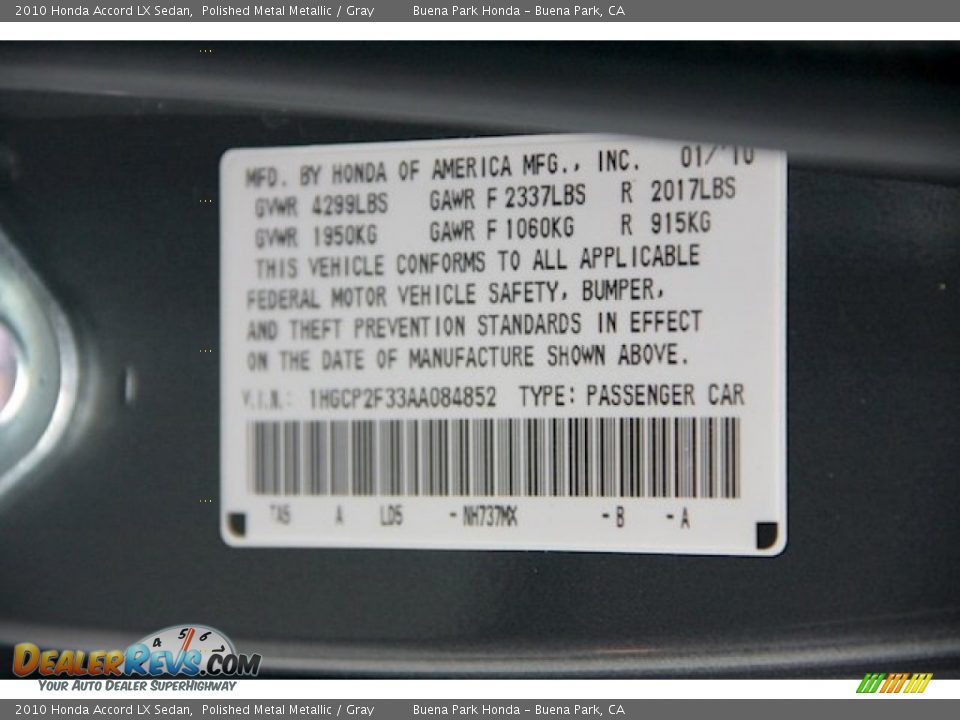 2010 Honda Accord LX Sedan,  Polished Metal Metallic / Gray        Buena Park Honda - Buena Park, CA
MFD. BY HONDA OF AMERICA MFG., INC. 01/'10
GVWR 4299LBS GAWR F 2337LBS R 2017LBS
GVWR 1950KG GAWR F 1060KG R 915KG
THIS VEHICLE CONFORMS TO ALL APPLICABLE
FEDERAL MOTOR VEHICLE SAFETY, BUMPER,
AND THEFT PREVENTION STANDARDS IN EFFECT
ON THE DATE OF MANUFACTURE SHOWN ABOVE.
V.I.N.: 1HGCP2F33AA084852 TYPE: PASSENGER CAR
TA5 A LD5 -NH737MX -B -A
4 5 6
DEALERREVS.COM
YOUR AUTO DEALER SUPERHIGHWAY
2010 Honda Accord LX Sedan,  Polished Metal Metallic / Gray        Buena Park Honda - Buena Park, CA